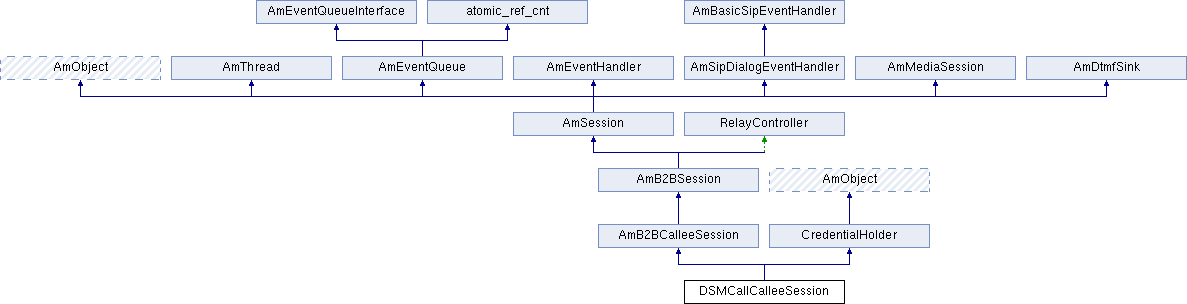 AmEventQueueInterface
atomic_ref_cnt
AmBasicSipEventHandler
AmObject
AmThread
AmEventQueue
AmEventHandler
AmSipDialogEventHandler
AmMediaSession
AmDtmfSink
AmSession
RelayController
AmB2BSession
AmObject
AmB2BCalleeSession
CredentialHolder
DSMCallCalleeSession